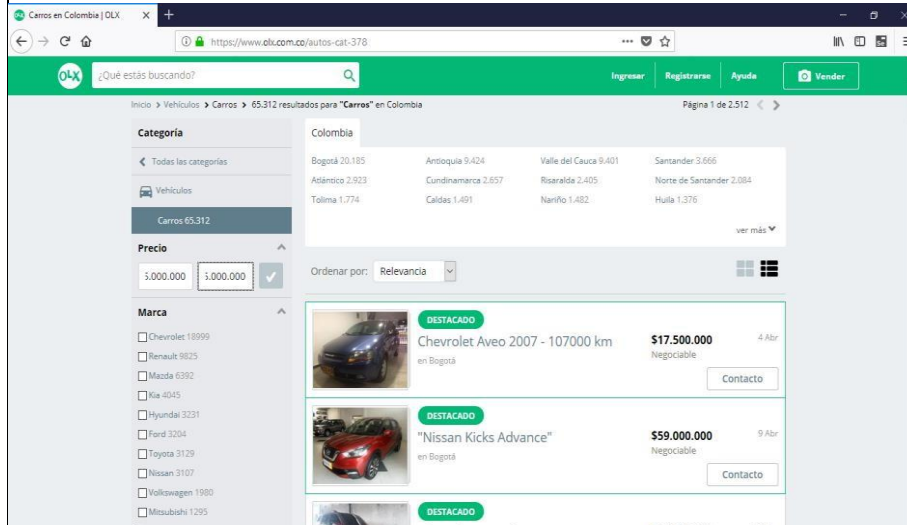 Carros en Colombia | OLX
https://www.olx.com.co/autos-cat-378
OLX
¿Qué estás buscando?
Ingresar
Registrarse
Ayuda
Vender
Inicio > Vehículos > Carros > 65.312 resultados para "Carros" en Colombia
Página 1 de 2.512
Categoría
Todas las categorías
Vehículos
Carros 65.312
Precio
5.000.000
5.000.000
Marca
Chevrolet 18999
Renault 9825
Mazda 6392
Kia 4045
Hyundai 3231
Ford 3204
Toyota 3129
Nissan 3107
Volkswagen 1980
Mitsubishi 1295
Colombia
Bogotá 20.185 Antioquia 9.424 Valle del Cauca 9.401 Santander 3.666
Atlántico 2.923 Cundinamarca 2.657 Risaralda 2.405 Norte de Santander 2.084
Tolima 1.774 Caldas 1.491 Nariño 1.482 Huila 1.376
ver más
Ordenar por: Relevancia
DESTACADO
Chevrolet Aveo 2007 - 107000 km
en Bogotá
$17.500.000
Negociable
4 Abr
Contacto
DESTACADO
"Nissan Kicks Advance"
en Bogotá
$59.000.000
Negociable
9 Abr
Contacto
DESTACADO